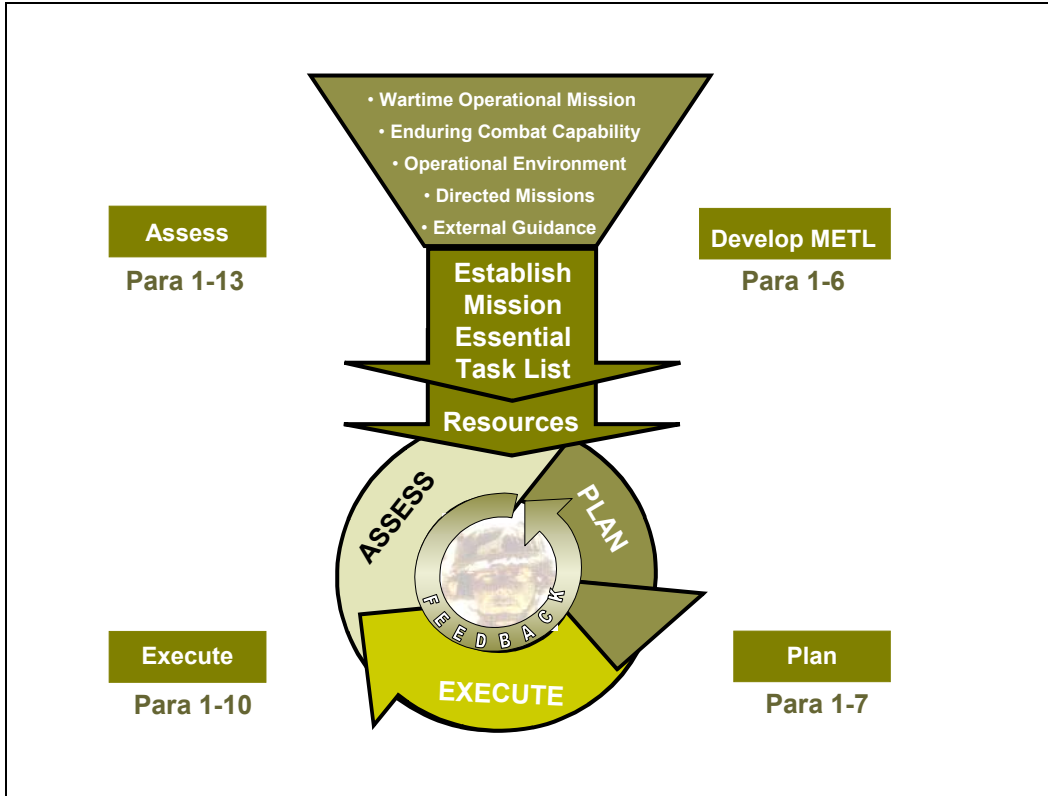 • Wartime Operational Mission
• Enduring Combat Capability
• Operational Environment
• Directed Missions
• External Guidance
Assess
Para 1-13
Develop METL
Para 1-6
Establish
Mission
Essential
Task List
Resources
ASSESS
PLAN
FEEDBACK
EXECUTE
Execute
Para 1-10
Plan
Para 1-7